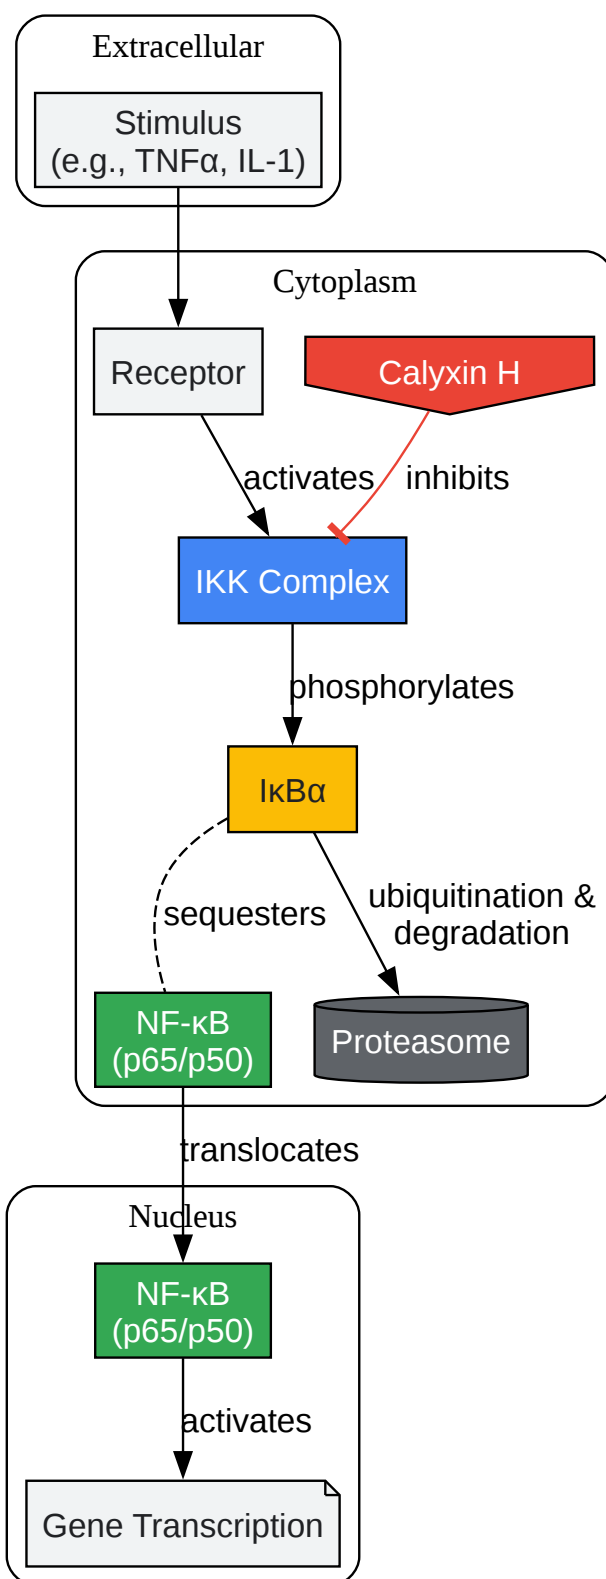 Extracellular
Stimulus
(e.g., TNFα, IL-1)
Cytoplasm
Receptor
Calyxin H
activates
inhibits
IKK Complex
phosphorylates
IκBα
sequesters
ubiquitination &
degradation
NF-κB
(p65/p50)
Proteasome
translocates
Nucleus
NF-κB
(p65/p50)
activates
Gene Transcription